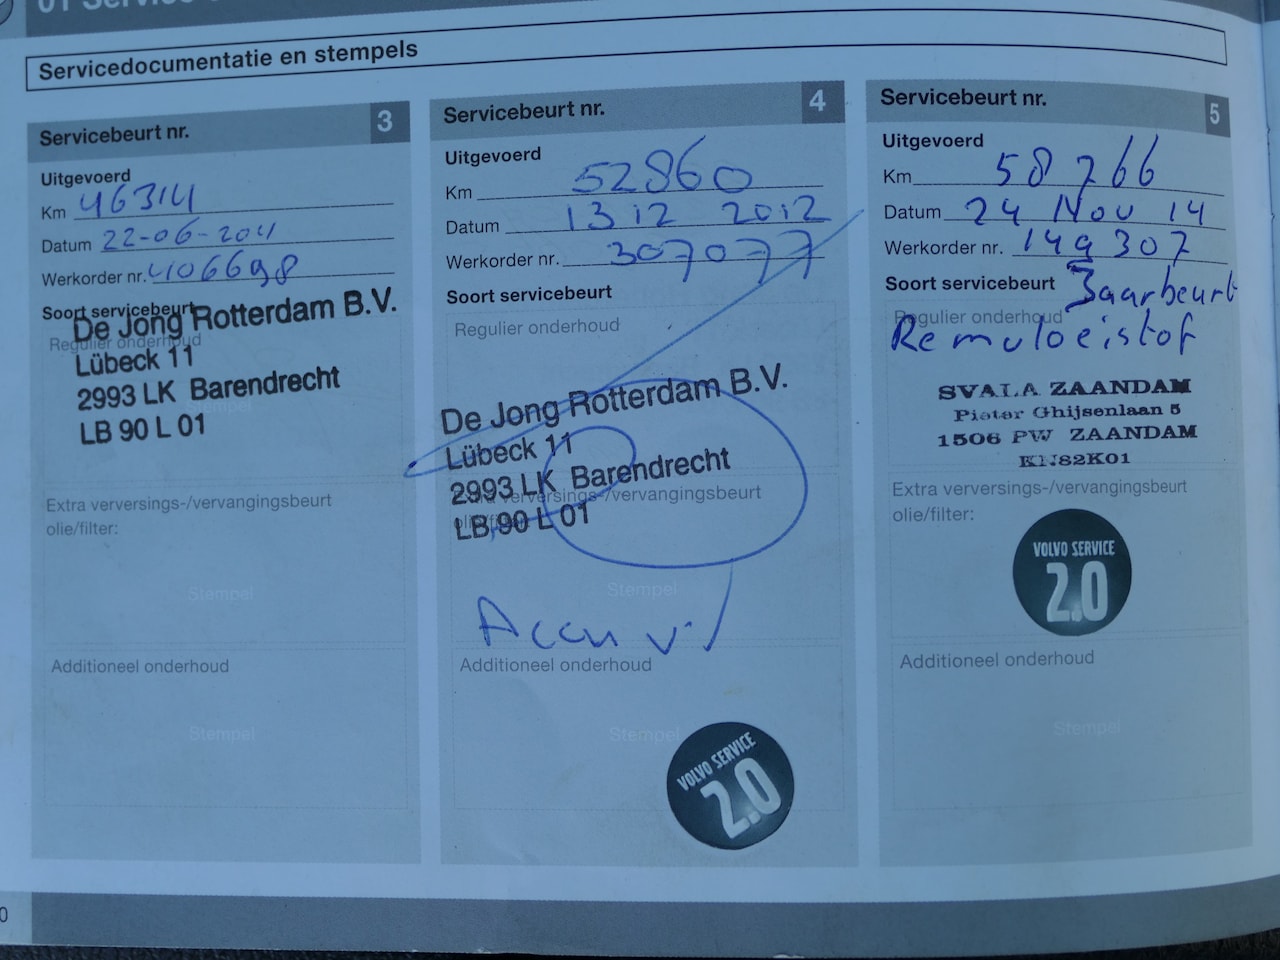 Servicedocumentatie en stempels
Servicebeurt nr. 3
Uitgevoerd
Km 46314
Datum 22-06-2011
Werkorder nr. 4106698
Soort servicebeurt
Regulier onderhoud
De Jong Rotterdam B.V.
Lübeck 11
2993 LK Barendrecht
LB 90 L 01
Extra verversings-/vervangingsbeurt
olie/filter:
Stempel
Additioneel onderhoud
Stempel
Servicebeurt nr. 4
Uitgevoerd
Km 52860
Datum 13 12 2012
Werkorder nr. 307077
Soort servicebeurt
Regulier onderhoud
De Jong Rotterdam B.V.
Lübeck 11
2993 LK Barendrecht
LB 90 L 01
Extra verversings-/vervangingsbeurt
olie/filter:
Stempel
Accu
Additioneel onderhoud
Stempel
VOLVO SERVICE
2.0
Servicebeurt nr. 5
Uitgevoerd
Km 58 766
Datum 24 Nov 14
Werkorder nr. 149307
Soort servicebeurt Jaarbeurt
Regulier onderhoud
Remvloeistof
SVALA ZAANDAM
Pieter Ghijsenlaan 5
1506 PW ZAANDAM
KN82K01
Extra verversings-/vervangingsbeurt
olie/filter:
VOLVO SERVICE
2.0
Additioneel onderhoud
Stempel